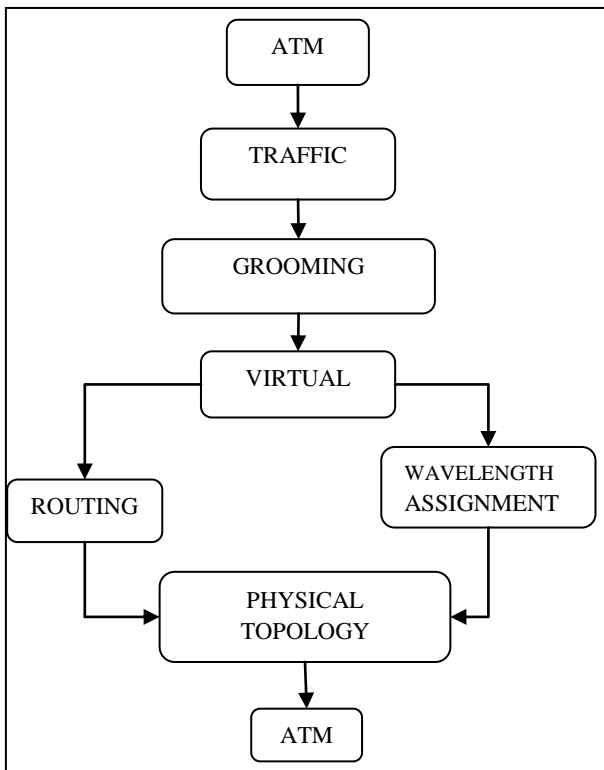 ATM
TRAFFIC
GROOMING
VIRTUAL
ROUTING
WAVELENGTH
ASSIGNMENT
PHYSICAL
TOPOLOGY
ATM